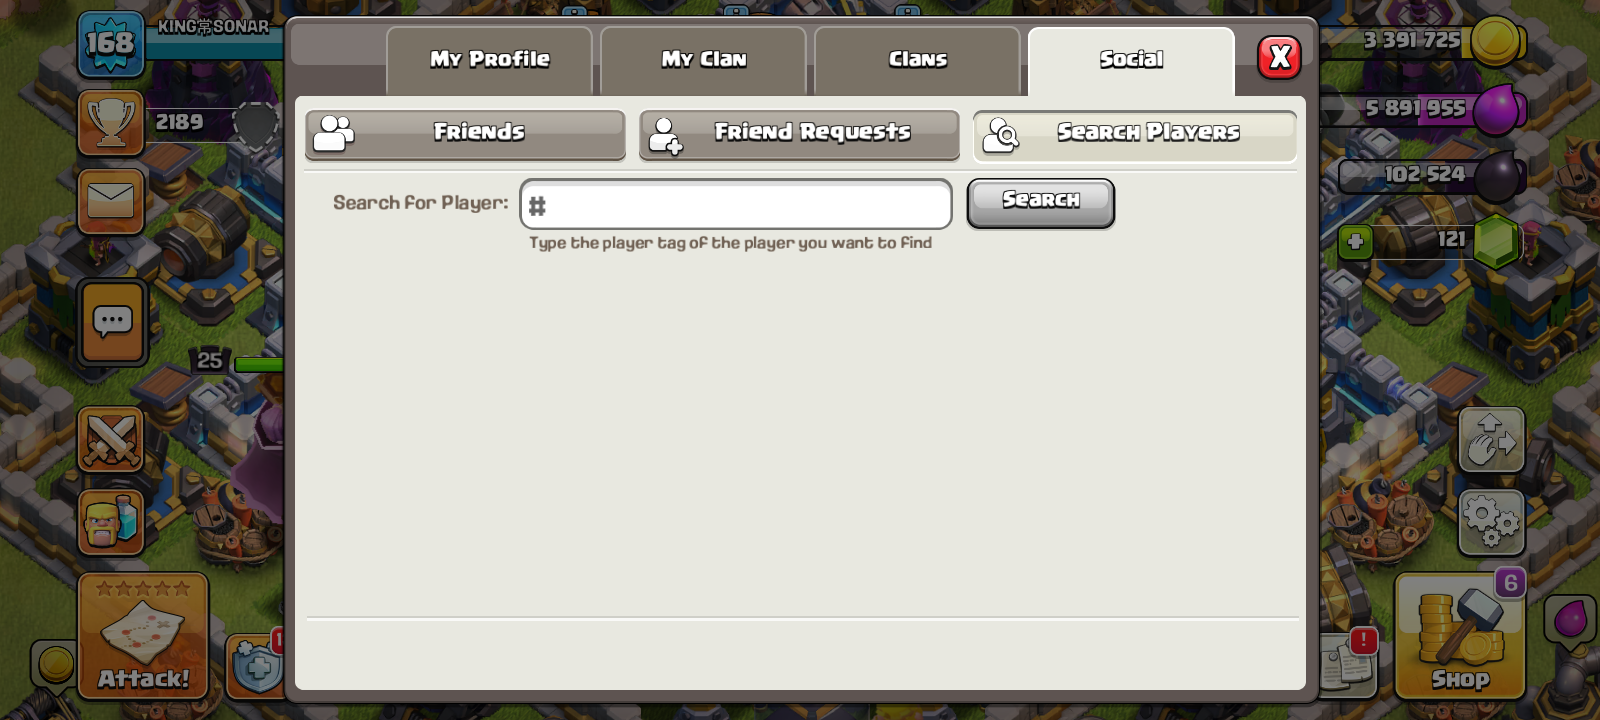 168
KING常SONAR
2189
25
Attack!
1
My Profile
My Clan
Clans
Social
X
Friends
Friend Requests
Search Players
Search for Player:
#
Search
Type the player tag of the player you want to find
3 391 725
5 891 955
102 524
121
6
!
Shop